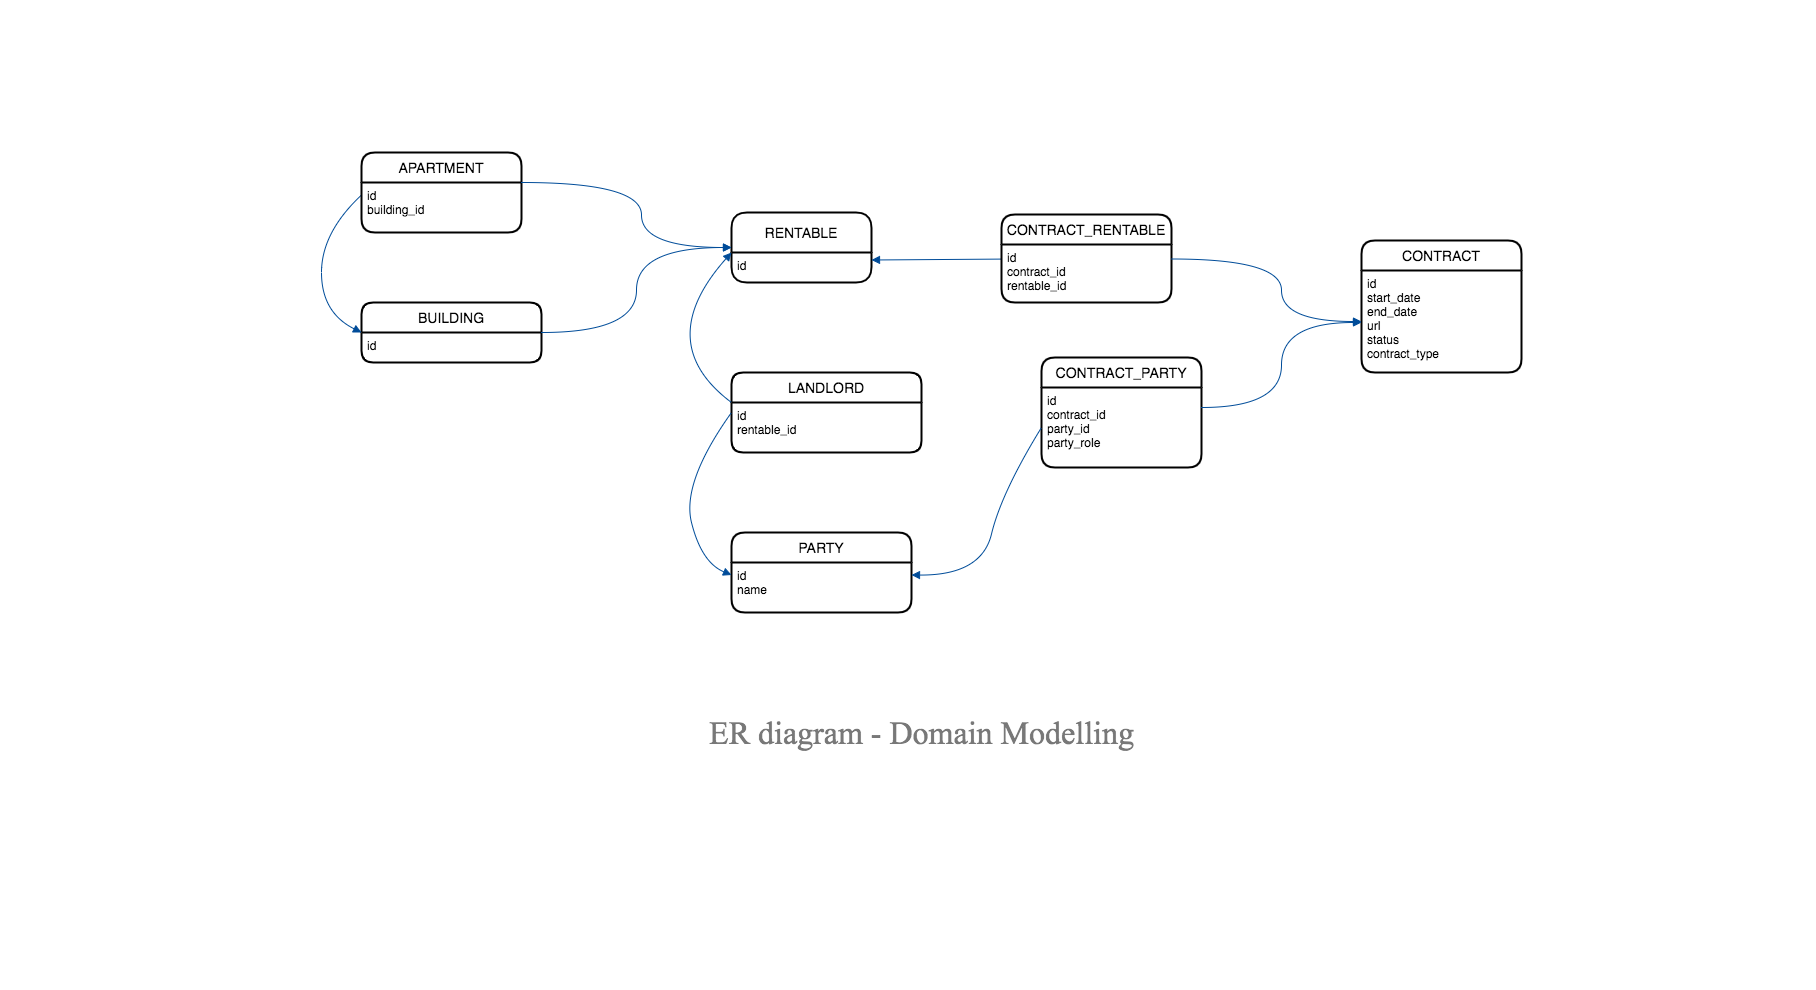 APARTMENT
id
building_id
BUILDING
id
RENTABLE
id
LANDLORD
id
rentable_id
PARTY
id
name
CONTRACT_RENTABLE
id
contract_id
rentable_id
CONTRACT_PARTY
id
contract_id
party_id
party_role
CONTRACT
id
start_date
end_date
url
status
contract_type
ER diagram - Domain Modelling